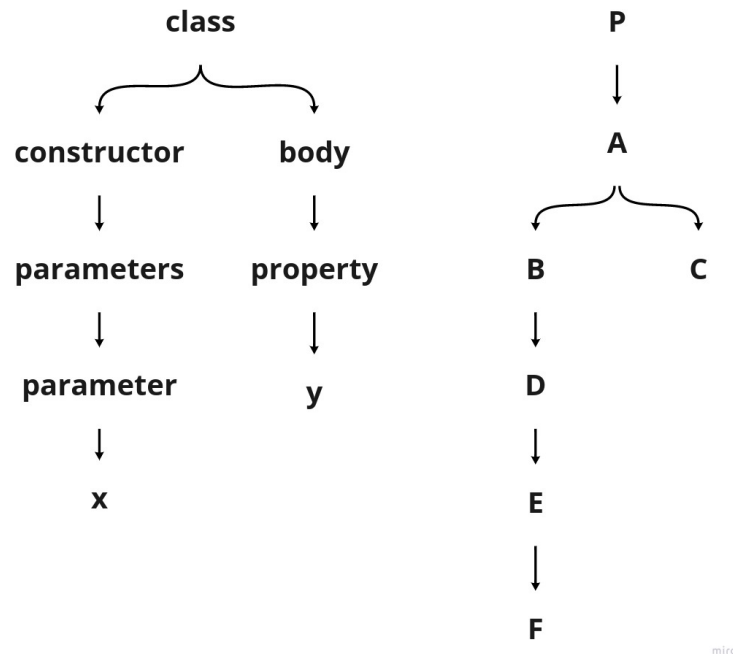 class
P
constructor
body
A
parameters
property
B
C
parameter
y
D
x
E
F